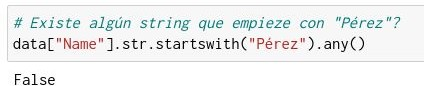 # Existe algún string que empieze con "Pérez"?
data["Name"].str.startswith("Pérez").any()
False